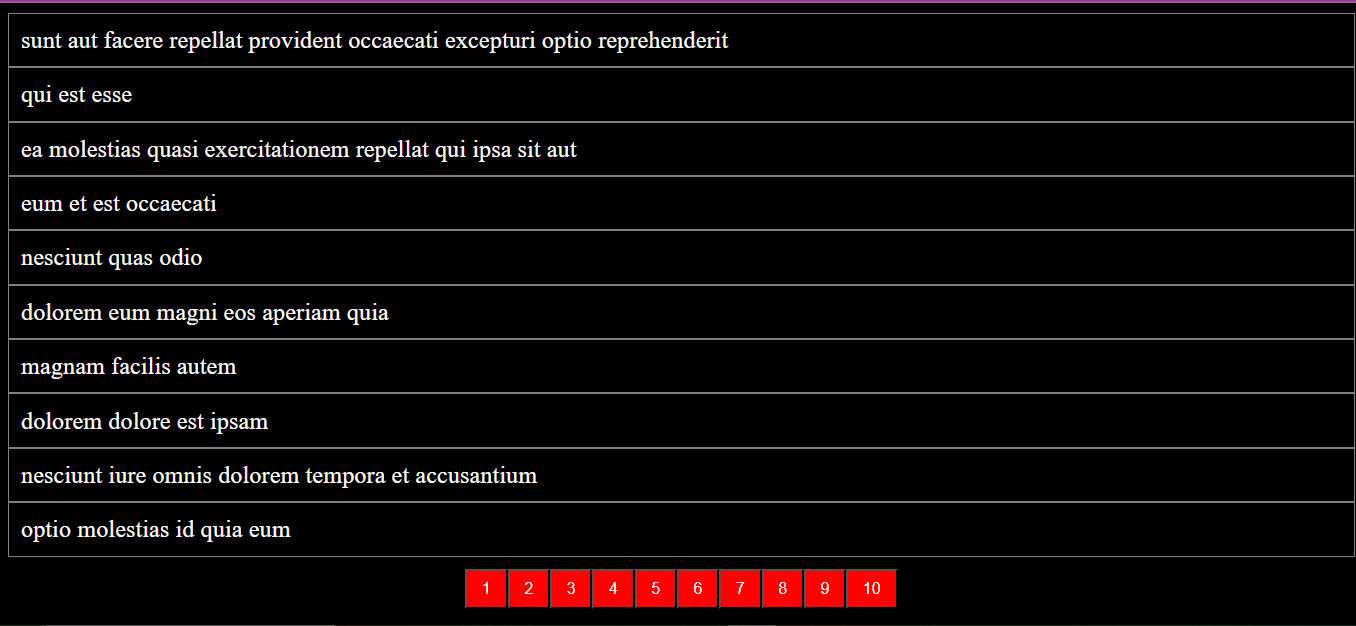 sunt aut facere repellat provident occaecati excepturi optio reprehenderit
qui est esse
ea molestias quasi exercitationem repellat qui ipsa sit aut
eum et est occaecati
nesciunt quas odio
dolorem eum magni eos aperiam quia
magnam facilis autem
dolorem dolore est ipsam
nesciunt iure omnis dolorem tempora et accusantium
optio molestias id quia eum
1 2 3 4 5 6 7 8 9 10